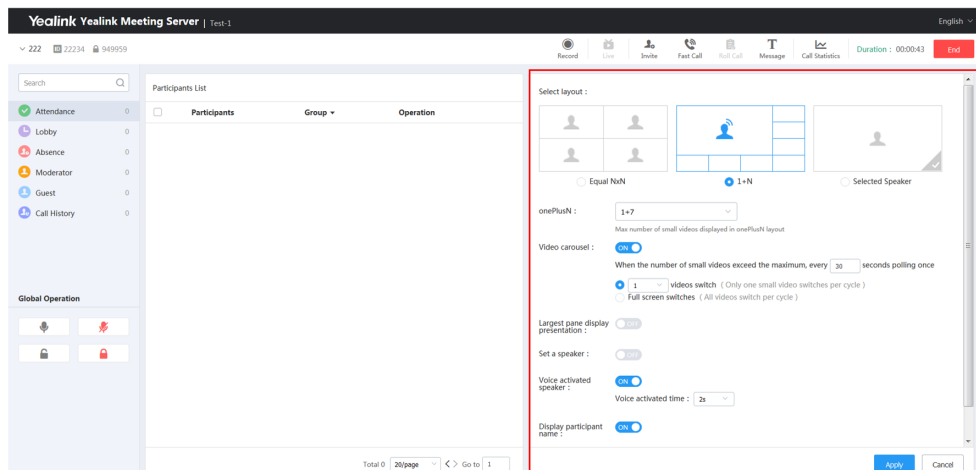 Yealink Yealink Meeting Server | Test-1
English
222 ID 22234 949959
Record Live Invite Fast Call Roll Call Message Call Statistics
Duration : 00:00:43
End
Search
Attendance 0
Lobby 0
Absence 0
Moderator 0
Guest 0
Call History 0
Global Operation
Participants List
Participants Group Operation
Total 0 20/page < > Go to 1
Select layout :
Equal NxN 1+N Selected Speaker
onePlusN : 1+7
Max number of small videos displayed in onePlusN layout
Video carousel : ON
When the number of small videos exceed the maximum, every 30 seconds polling once
1 videos switch ( Only one small video switches per cycle )
Full screen switches ( All videos switch per cycle )
Largest pane display
presentation : OFF
Set a speaker : OFF
Voice activated
speaker : ON
Voice activated time : 2s
Display participant
name : ON
Apply Cancel